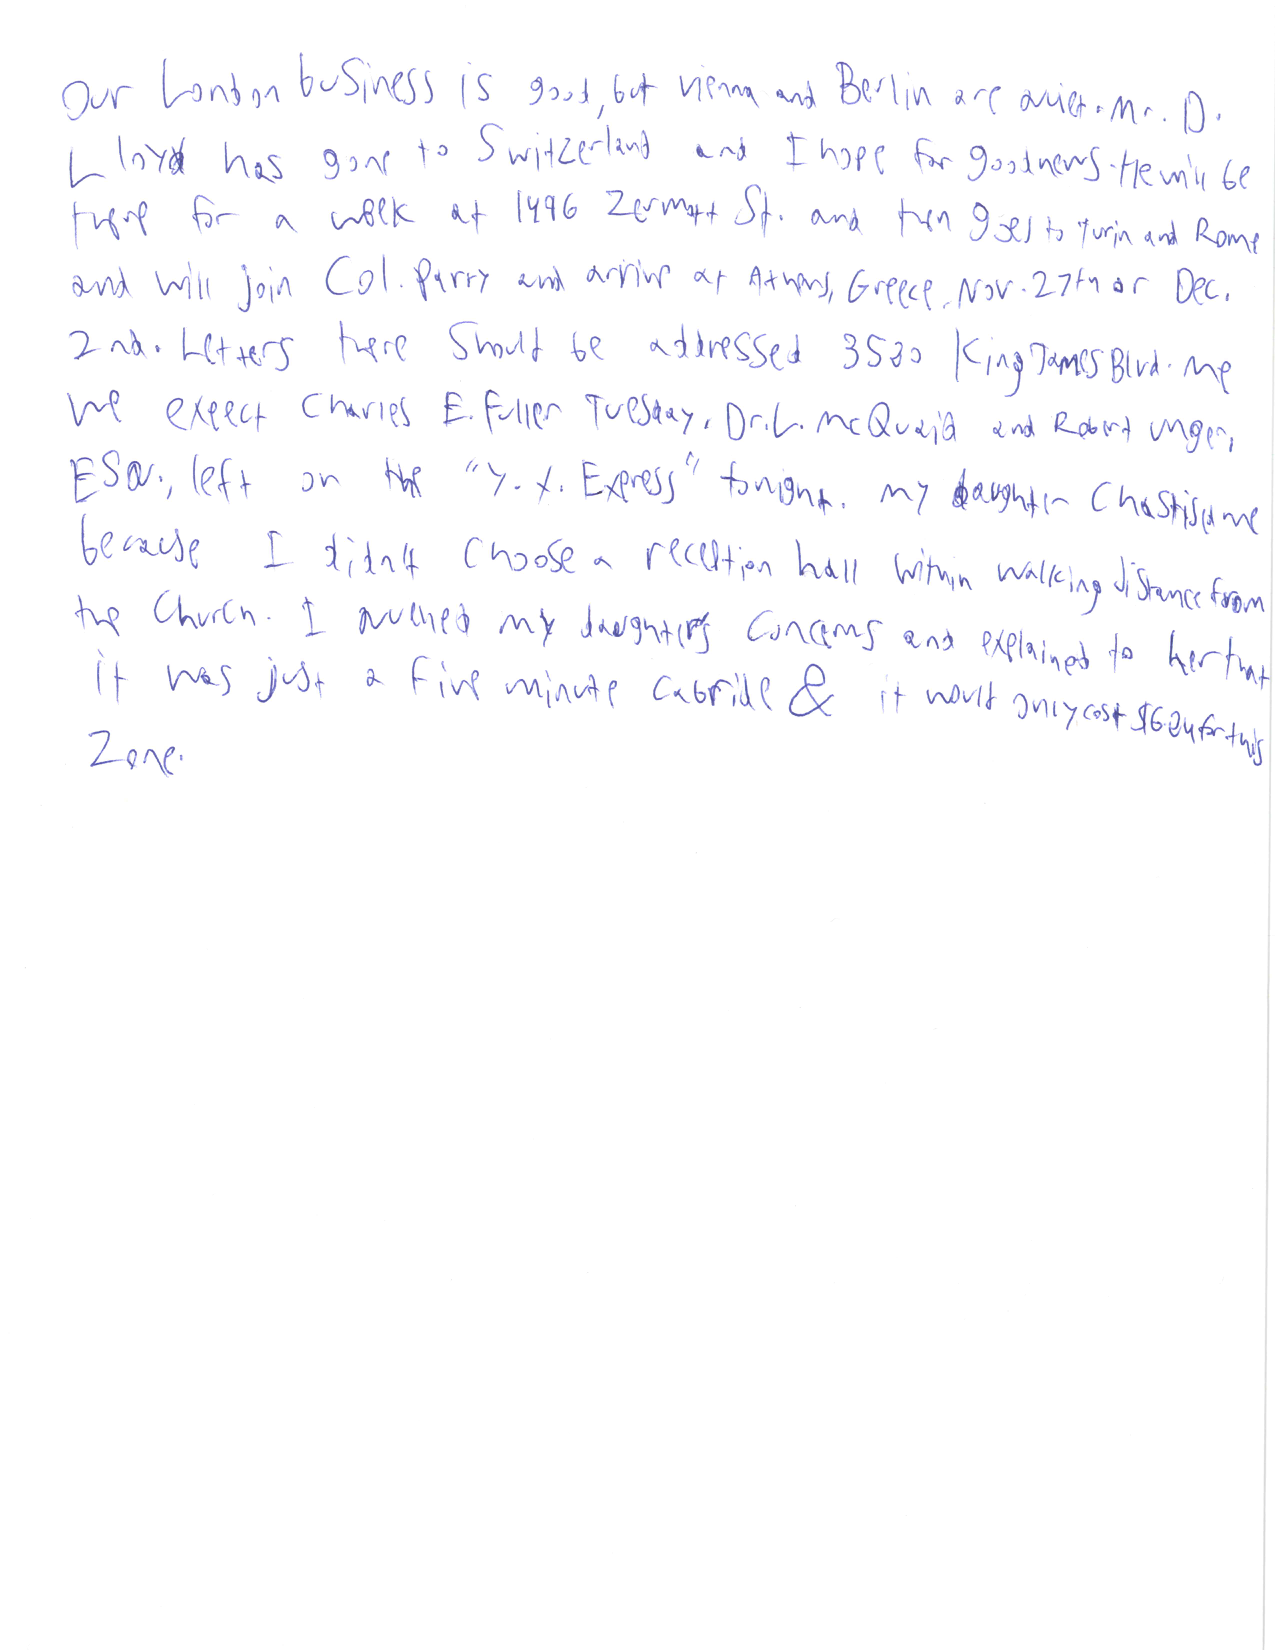 Our London business is good, but Vienna and Berlin are quiet. Mr. D.
Lloyd has gone to Switzerland and I hope for good news. He will be
there for a week at 1496 Zermott St. and then goes to Turin and Rome
and will join Col. Parry and arrive at Athens, Greece, Nov. 27th or Dec.
2nd. Letters there should be addressed 3580 King James Blvd. me
we expect Charles E. Fuller Tuesday. Dr. L. McQuaid and Robert Unger,
ESQ., left on the "Y.X. Express" tonight. My daughter chastised me
because I didn't choose a reception hall within walking distance from
the church. I quelled my daughter's concerns and explained to her that
it was just a five minute cab ride & it would only cost $6.84 for this
Zone.